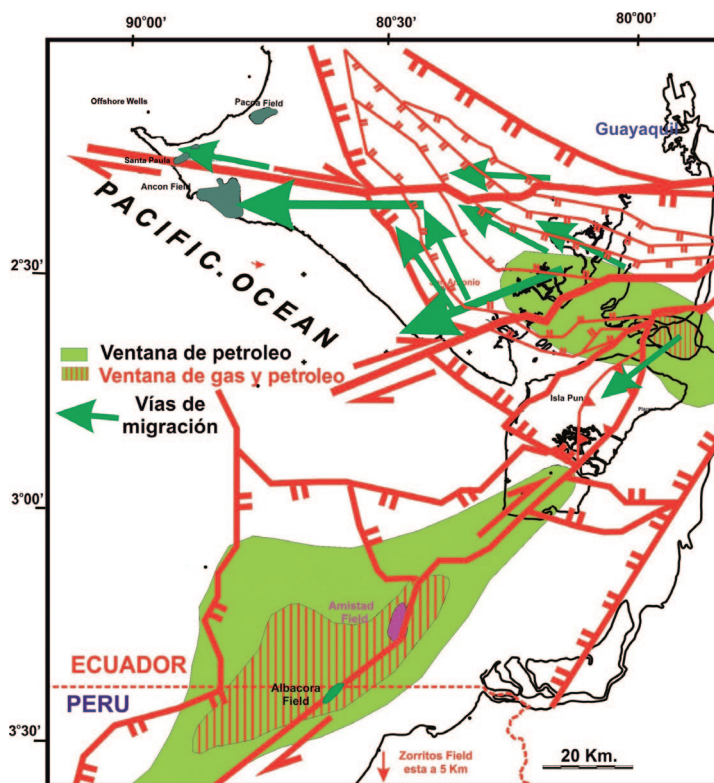 90°00'
80°30'
80°00'
Offshore Wells
Pacoa Field
Guayaquil
Santa Paula
Ancon Field
PACIFIC. OCEAN
2°30'
Ventana de petroleo
Ventana de gas y petroleo
Vías de
migración
Isla Pun
3°00'
Amistad
Field
ECUADOR
PERU
Albacora
Field
3°30'
Zorritos Field
esta a 5 Km
20 Km.